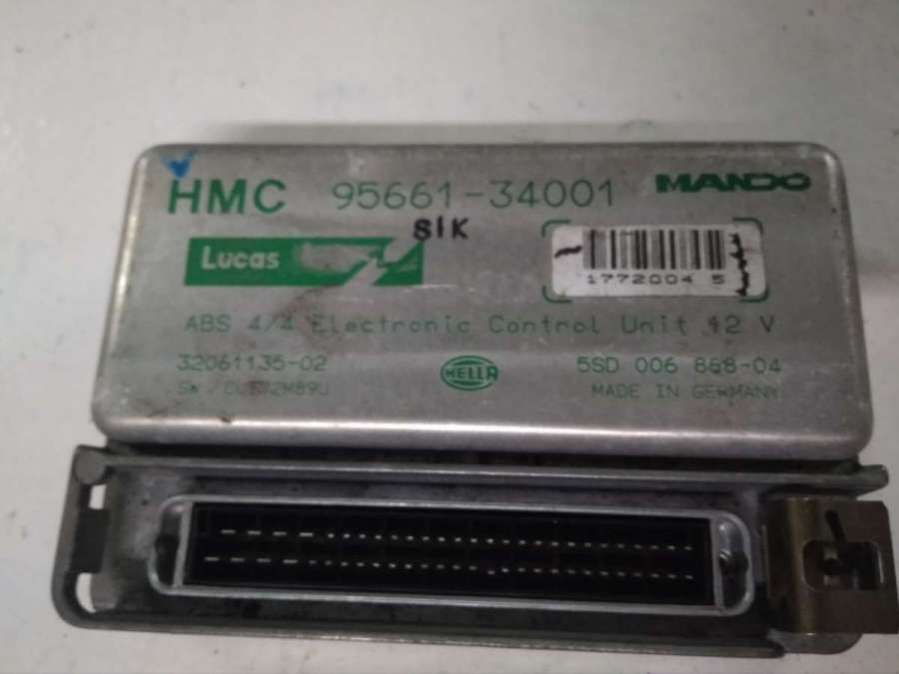 HMC 95661-34001 MANDO
SIK
Lucas
1772004 5
ABS 4/4 Electronic Control Unit 12 V
32061135-02
HELLA
5SD 006 868-04
MADE IN GERMANY